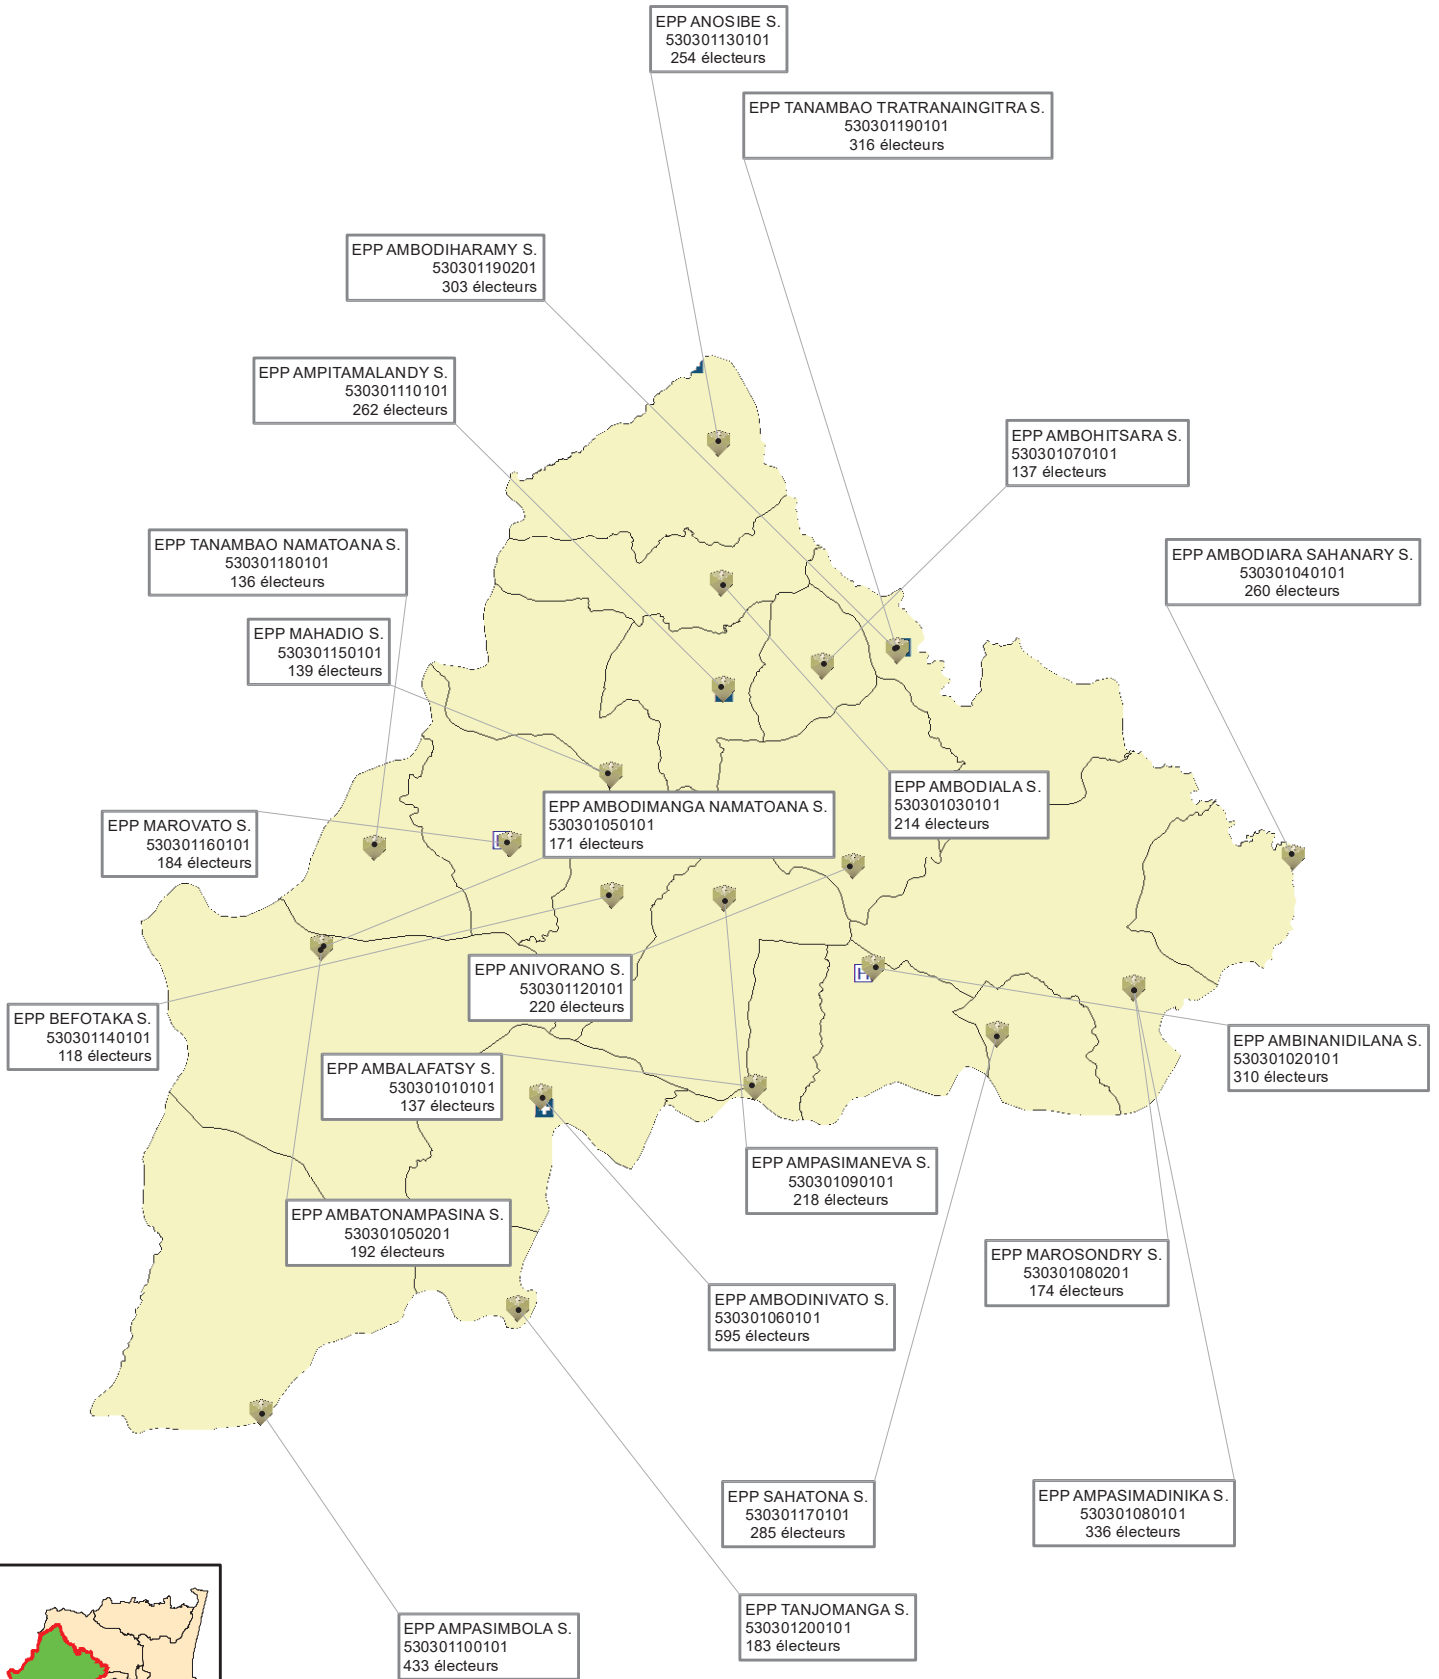 EPP ANOSIBE S.
530301130101
254 électeurs
EPP TANAMBAO TRATRANAINGITRA S.
530301190101
316 électeurs
EPP AMBODIHARAMY S.
530301190201
303 électeurs
EPP AMPITAMALANDY S.
530301110101
262 électeurs
EPP AMBOHITSARA S.
530301070101
137 électeurs
EPP TANAMBAO NAMATOANA S.
530301180101
136 électeurs
EPP AMBODIARA SAHANARY S.
530301040101
260 électeurs
EPP MAHADIO S.
530301150101
139 électeurs
EPP AMBODIALA S.
530301030101
214 électeurs
EPP AMBODIMANGA NAMATOANA S.
530301050101
171 électeurs
EPP MAROVATO S.
530301160101
184 électeurs
EPP ANIVORANO S.
530301120101
220 électeurs
H
EPP BEFOTAKA S.
530301140101
118 électeurs
EPP AMBINANIDILANA S.
530301020101
310 électeurs
EPP AMBALAFATSY S.
530301010101
137 électeurs
EPP AMPASIMANEVA S.
530301090101
218 électeurs
EPP AMBATONAMPASINA S.
530301050201
192 électeurs
EPP MAROSONDRY S.
530301080201
174 électeurs
EPP AMBODINIVATO S.
530301060101
595 électeurs
EPP SAHATONA S.
530301170101
285 électeurs
EPP AMPASIMADINIKA S.
530301080101
336 électeurs
EPP TANJOMANGA S.
530301200101
183 électeurs
EPP AMPASIMBOLA S.
530301100101
433 électeurs